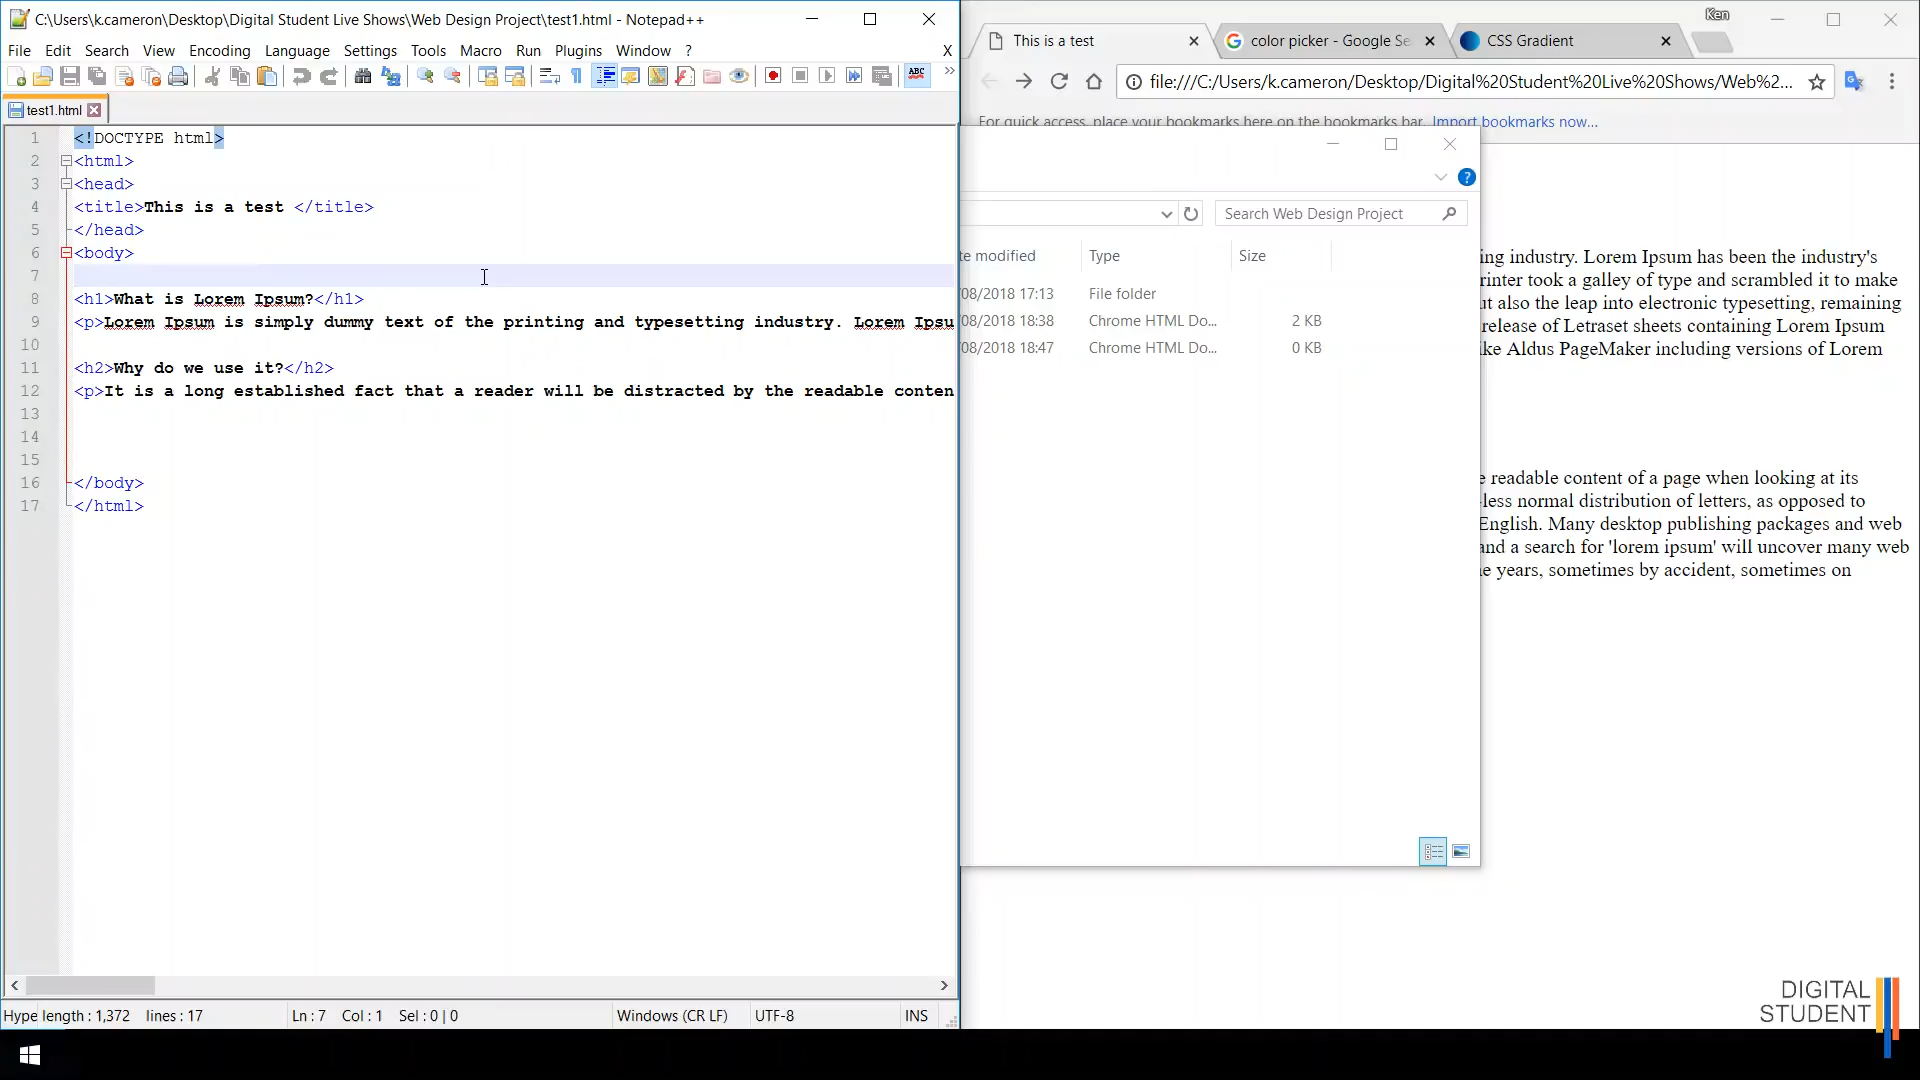 C:\Users\k.cameron\Desktop\Digital Student Live Shows\Web Design Project\test1.html - Notepad++
File Edit Search View Encoding Language Settings Tools Macro Run Plugins Window ? X
ABC
test1.html
1 <!DOCTYPE html>
2 <html>
3 <head>
4 <title>This is a test </title>
5 </head>
6 <body>
7
8 <h1>What is Lorem Ipsum?</h1>
9 <p>Lorem Ipsum is simply dummy text of the printing and typesetting industry. Lorem Ipsu
10
11 <h2>Why do we use it?</h2>
12 <p>It is a long established fact that a reader will be distracted by the readable conten
13
14
15
16 </body>
17 </html>
Hype length : 1,372 lines : 17 Ln : 7 Col : 1 Sel : 0 | 0 Windows (CR LF) UTF-8 INS
Ken
This is a test
color picker - Google Se
CSS Gradient
file:///C:/Users/k.cameron/Desktop/Digital%20Student%20Live%20Shows/Web%2...
For quick access, place your bookmarks here on the bookmarks bar. Import bookmarks now...
?
Search Web Design Project
te modified Type Size
/08/2018 17:13 File folder
/08/2018 18:38 Chrome HTML Do... 2 KB
/08/2018 18:47 Chrome HTML Do... 0 KB
ing industry. Lorem Ipsum has been the industry's
rinter took a galley of type and scrambled it to make
ut also the leap into electronic typesetting, remaining
release of Letraset sheets containing Lorem Ipsum
ike Aldus PageMaker including versions of Lorem
e readable content of a page when looking at its
-less normal distribution of letters, as opposed to
English. Many desktop publishing packages and web
and a search for 'lorem ipsum' will uncover many web
e years, sometimes by accident, sometimes on
DIGITAL
STUDENT